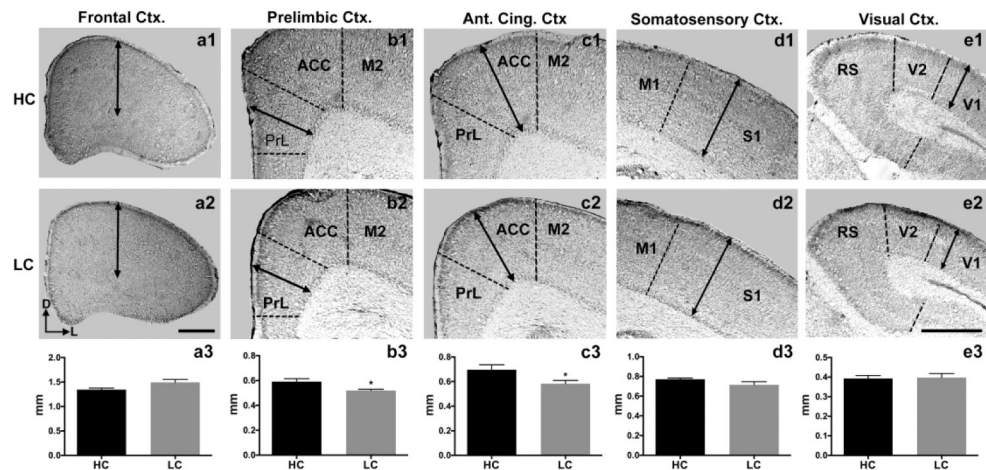 Frontal Ctx. Prelimbic Ctx. Ant. Cing. Ctx Somatosensory Ctx. Visual Ctx.
HC
a1
b1 ACC M2 PrL
c1 ACC M2 PrL
d1 M1 S1
e1 RS V2 V1
LC
a2 D L
b2 ACC M2 PrL
c2 ACC M2 PrL
d2 M1 S1
e2 RS V2 V1
a3
mm
2.0
1.5
1.0
0.5
0.0
HC LC
b3
mm
0.8
0.6
0.4
0.2
0.0
*
HC LC
c3
mm
0.8
0.6
0.4
0.2
0.0
*
HC LC
d3
mm
1.0
0.8
0.6
0.4
0.2
0.0
HC LC
e3
mm
0.5
0.4
0.3
0.2
0.1
0.0
HC LC